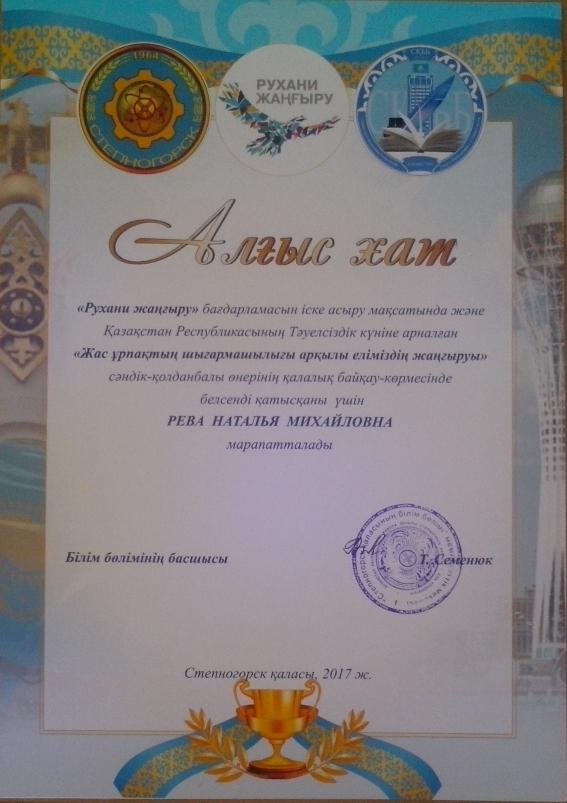 1964
СТЕПНОГОРСК
РУХАНИ
ЖАҢҒЫРУ
Алғыс хат
«Рухани жаңғыру» бағдарламасын іске асыру мақсатында және
Қазақстан Республикасының Тәуелсіздік күніне арналған
«Жас ұрпақтың шығармашылығы арқылы еліміздің жаңғыруы»
сәндік-қолданбалы өнерінің қалалық байқау-көрмесінде
белсенді қатысқаны үшін
РЕВА НАТАЛЬЯ МИХАЙЛОВНА
марапатталады
Білім бөлімінің басшысы
Т. Семенюк
Степногорск қаласы, 2017 ж.